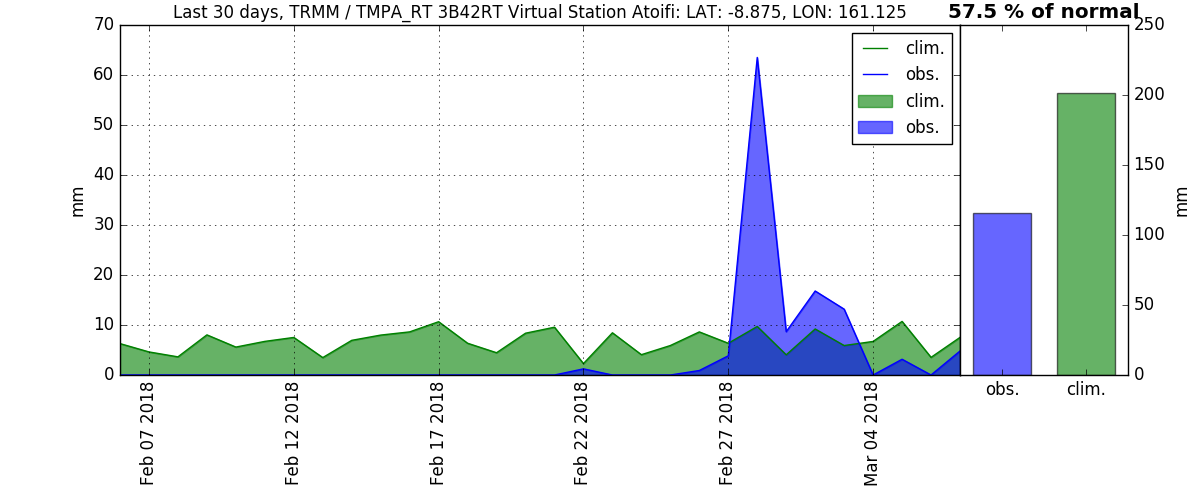 Last 30 days, TRMM / TMPA_RT 3B42RT Virtual Station Atoifi: LAT: -8.875, LON: 161.125
57.5 % of normal
70
60
50
40
30
20
10
0
mm
clim.
obs.
clim.
obs.
Feb 07 2018
Feb 12 2018
Feb 17 2018
Feb 22 2018
Feb 27 2018
Mar 04 2018
250
200
150
100
50
0
mm
obs.
clim.